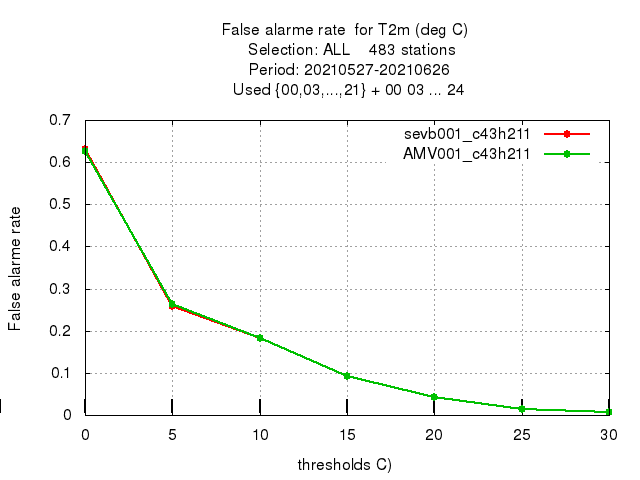 False alarme rate  for T2m (deg C)
Selection: ALL    483 stations
Period: 20210527-20210626
Used {00,03,...,21} + 00 03 ... 24
sevb001_c43h211
AMV001_c43h211
False alarme rate
0.7
0.6
0.5
0.4
0.3
0.2
0.1
0
0 5 10 15 20 25 30
thresholds C)